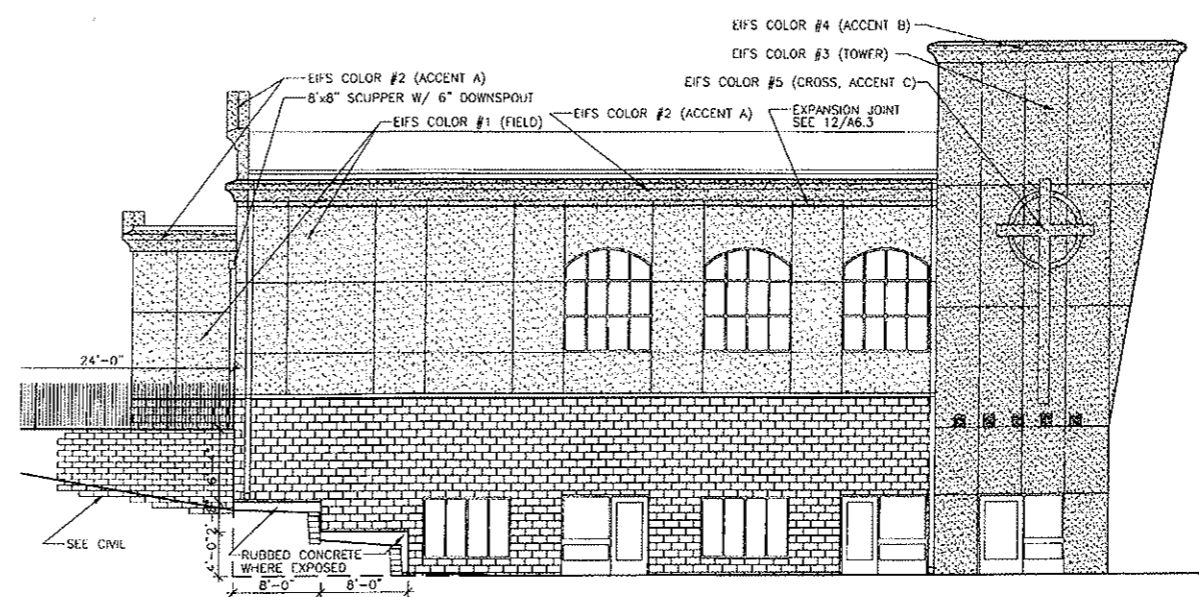 EIFS COLOR #4 (ACCENT B)
EIFS COLOR #3 (TOWER)
EIFS COLOR #2 (ACCENT A)
EIFS COLOR #5 (CROSS, ACCENT C)
8"x8" SCUPPER W/ 6" DOWNSPOUT
EIFS COLOR #1 (FIELD)
EIFS COLOR #2 (ACCENT A)
EXPANSION JOINT
SEE 12/A6.3
24'-0"
SEE CIVIL
RUBBED CONCRETE
WHERE EXPOSED
8'-0"
8'-0"